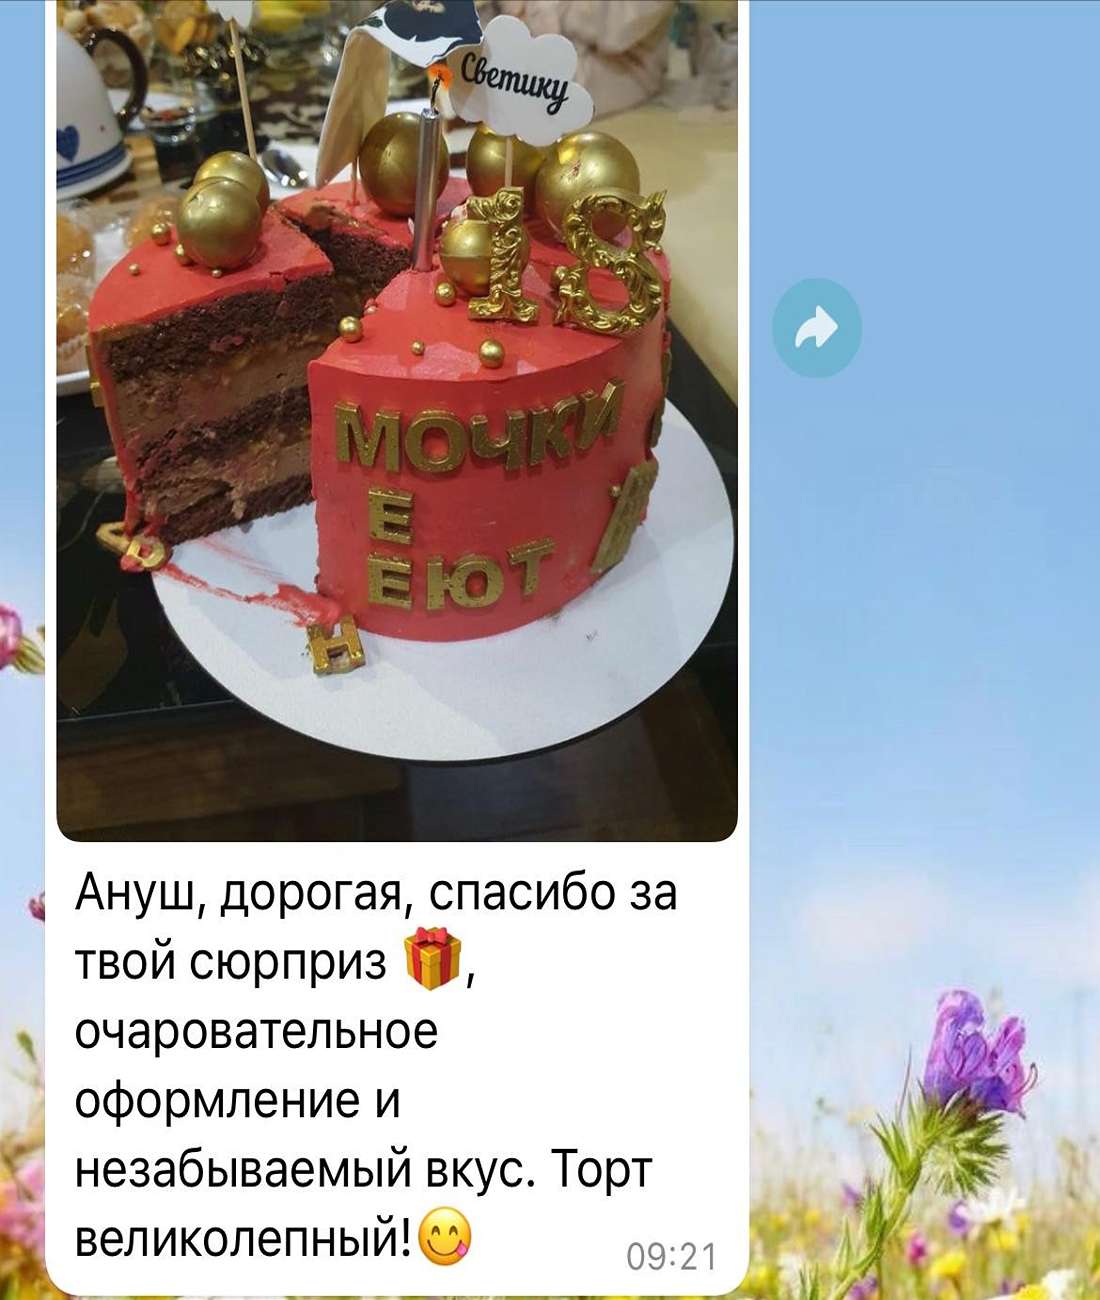 Светику
18
МОЧКИ
Е
ЕЮТ
Н
Ануш, дорогая, спасибо за
твой сюрприз 🎁,
очаровательное
оформление и
незабываемый вкус. Торт
великолепный!😋
09:21